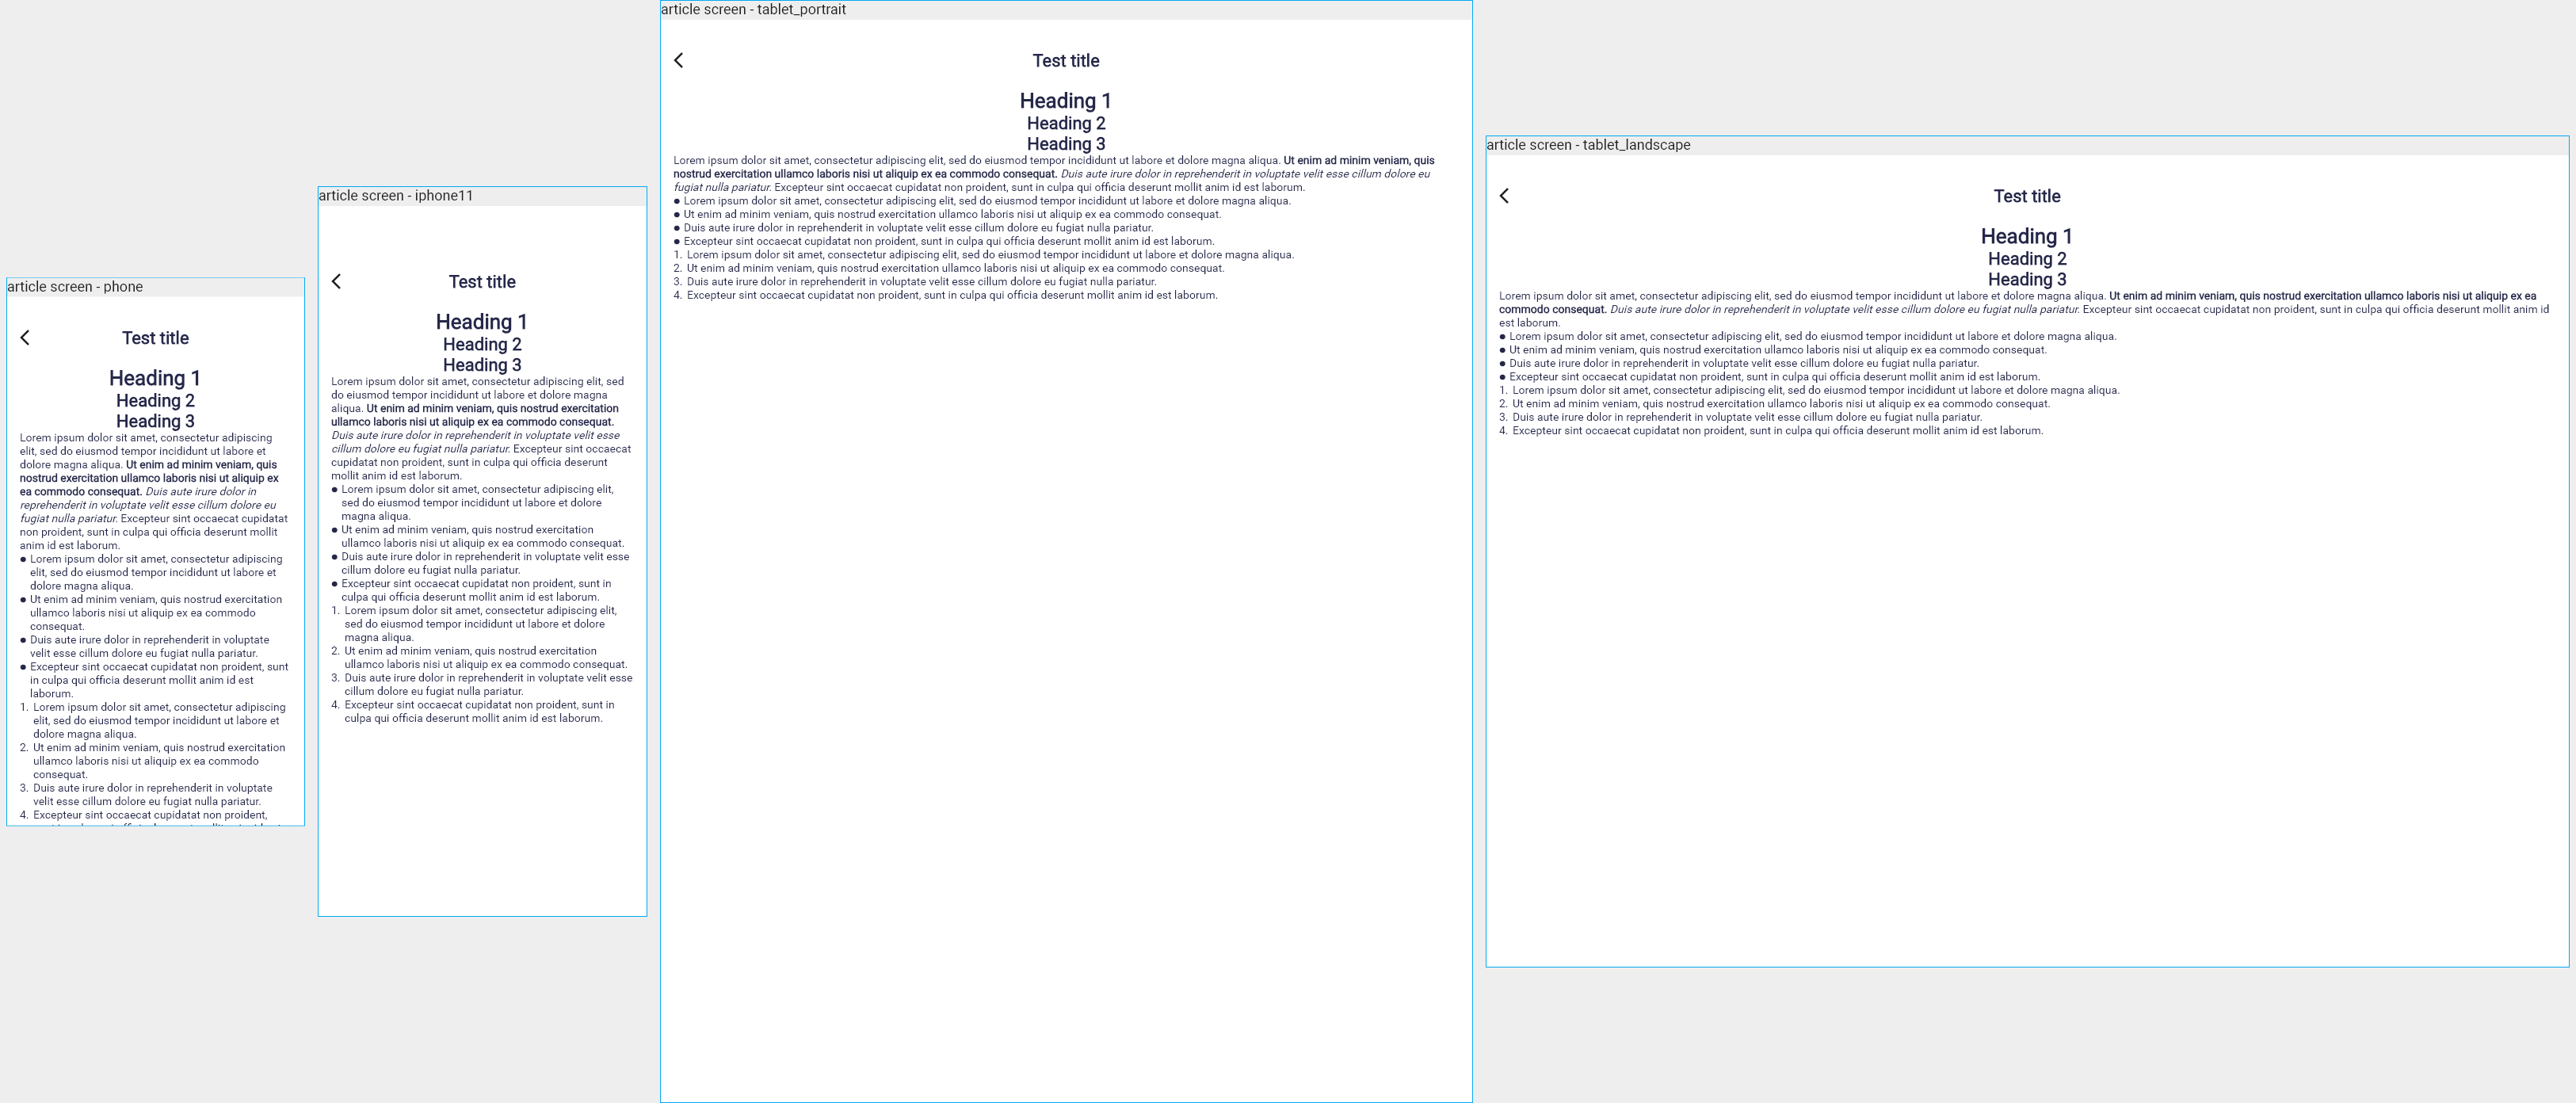 article screen - phone
Test title
Heading 1
Heading 2
Heading 3
Lorem ipsum dolor sit amet, consectetur adipiscing
elit, sed do eiusmod tempor incididunt ut labore et
dolore magna aliqua. Ut enim ad minim veniam, quis
nostrud exercitation ullamco laboris nisi ut aliquip ex
ea commodo consequat. Duis aute irure dolor in
reprehenderit in voluptate velit esse cillum dolore eu
fugiat nulla pariatur. Excepteur sint occaecat cupidatat
non proident, sunt in culpa qui officia deserunt mollit
anim id est laborum.
● Lorem ipsum dolor sit amet, consectetur adipiscing
elit, sed do eiusmod tempor incididunt ut labore et
dolore magna aliqua.
● Ut enim ad minim veniam, quis nostrud exercitation
ullamco laboris nisi ut aliquip ex ea commodo
consequat.
● Duis aute irure dolor in reprehenderit in voluptate
velit esse cillum dolore eu fugiat nulla pariatur.
● Excepteur sint occaecat cupidatat non proident, sunt
in culpa qui officia deserunt mollit anim id est
laborum.
1. Lorem ipsum dolor sit amet, consectetur adipiscing
elit, sed do eiusmod tempor incididunt ut labore et
dolore magna aliqua.
2. Ut enim ad minim veniam, quis nostrud exercitation
ullamco laboris nisi ut aliquip ex ea commodo
consequat.
3. Duis aute irure dolor in reprehenderit in voluptate
velit esse cillum dolore eu fugiat nulla pariatur.
4. Excepteur sint occaecat cupidatat non proident,
article screen - iphone11
Test title
Heading 1
Heading 2
Heading 3
Lorem ipsum dolor sit amet, consectetur adipiscing elit, sed
do eiusmod tempor incididunt ut labore et dolore magna
aliqua. Ut enim ad minim veniam, quis nostrud exercitation
ullamco laboris nisi ut aliquip ex ea commodo consequat.
Duis aute irure dolor in reprehenderit in voluptate velit esse
cillum dolore eu fugiat nulla pariatur. Excepteur sint occaecat
cupidatat non proident, sunt in culpa qui officia deserunt
mollit anim id est laborum.
● Lorem ipsum dolor sit amet, consectetur adipiscing elit,
sed do eiusmod tempor incididunt ut labore et dolore
magna aliqua.
● Ut enim ad minim veniam, quis nostrud exercitation
ullamco laboris nisi ut aliquip ex ea commodo consequat.
● Duis aute irure dolor in reprehenderit in voluptate velit esse
cillum dolore eu fugiat nulla pariatur.
● Excepteur sint occaecat cupidatat non proident, sunt in
culpa qui officia deserunt mollit anim id est laborum.
1. Lorem ipsum dolor sit amet, consectetur adipiscing elit,
sed do eiusmod tempor incididunt ut labore et dolore
magna aliqua.
2. Ut enim ad minim veniam, quis nostrud exercitation
ullamco laboris nisi ut aliquip ex ea commodo consequat.
3. Duis aute irure dolor in reprehenderit in voluptate velit esse
cillum dolore eu fugiat nulla pariatur.
4. Excepteur sint occaecat cupidatat non proident, sunt in
culpa qui officia deserunt mollit anim id est laborum.
article screen - tablet_portrait
Test title
Heading 1
Heading 2
Heading 3
Lorem ipsum dolor sit amet, consectetur adipiscing elit, sed do eiusmod tempor incididunt ut labore et dolore magna aliqua. Ut enim ad minim veniam, quis
nostrud exercitation ullamco laboris nisi ut aliquip ex ea commodo consequat. Duis aute irure dolor in reprehenderit in voluptate velit esse cillum dolore eu
fugiat nulla pariatur. Excepteur sint occaecat cupidatat non proident, sunt in culpa qui officia deserunt mollit anim id est laborum.
● Lorem ipsum dolor sit amet, consectetur adipiscing elit, sed do eiusmod tempor incididunt ut labore et dolore magna aliqua.
● Ut enim ad minim veniam, quis nostrud exercitation ullamco laboris nisi ut aliquip ex ea commodo consequat.
● Duis aute irure dolor in reprehenderit in voluptate velit esse cillum dolore eu fugiat nulla pariatur.
● Excepteur sint occaecat cupidatat non proident, sunt in culpa qui officia deserunt mollit anim id est laborum.
1. Lorem ipsum dolor sit amet, consectetur adipiscing elit, sed do eiusmod tempor incididunt ut labore et dolore magna aliqua.
2. Ut enim ad minim veniam, quis nostrud exercitation ullamco laboris nisi ut aliquip ex ea commodo consequat.
3. Duis aute irure dolor in reprehenderit in voluptate velit esse cillum dolore eu fugiat nulla pariatur.
4. Excepteur sint occaecat cupidatat non proident, sunt in culpa qui officia deserunt mollit anim id est laborum.
article screen - tablet_landscape
Test title
Heading 1
Heading 2
Heading 3
Lorem ipsum dolor sit amet, consectetur adipiscing elit, sed do eiusmod tempor incididunt ut labore et dolore magna aliqua. Ut enim ad minim veniam, quis nostrud exercitation ullamco laboris nisi ut aliquip ex ea
commodo consequat. Duis aute irure dolor in reprehenderit in voluptate velit esse cillum dolore eu fugiat nulla pariatur. Excepteur sint occaecat cupidatat non proident, sunt in culpa qui officia deserunt mollit anim id
est laborum.
● Lorem ipsum dolor sit amet, consectetur adipiscing elit, sed do eiusmod tempor incididunt ut labore et dolore magna aliqua.
● Ut enim ad minim veniam, quis nostrud exercitation ullamco laboris nisi ut aliquip ex ea commodo consequat.
● Duis aute irure dolor in reprehenderit in voluptate velit esse cillum dolore eu fugiat nulla pariatur.
● Excepteur sint occaecat cupidatat non proident, sunt in culpa qui officia deserunt mollit anim id est laborum.
1. Lorem ipsum dolor sit amet, consectetur adipiscing elit, sed do eiusmod tempor incididunt ut labore et dolore magna aliqua.
2. Ut enim ad minim veniam, quis nostrud exercitation ullamco laboris nisi ut aliquip ex ea commodo consequat.
3. Duis aute irure dolor in reprehenderit in voluptate velit esse cillum dolore eu fugiat nulla pariatur.
4. Excepteur sint occaecat cupidatat non proident, sunt in culpa qui officia deserunt mollit anim id est laborum.